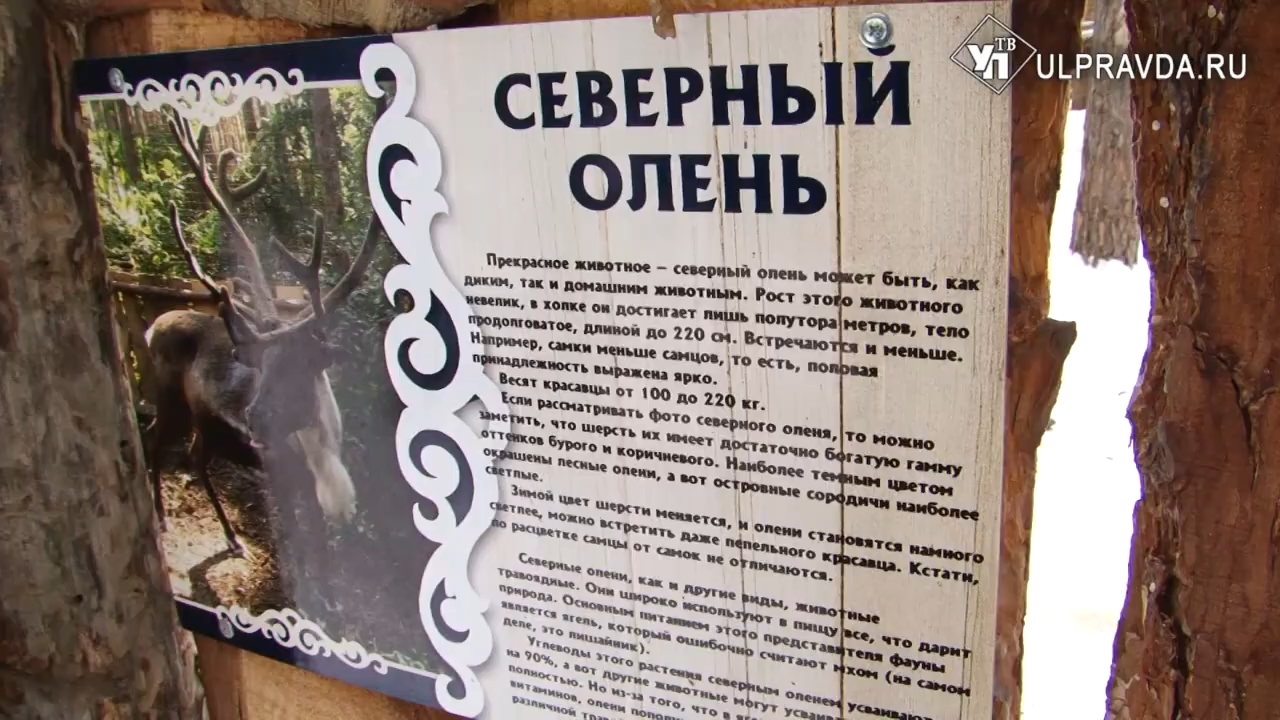 УП ТВ ULPRAVDA.RU
СЕВЕРНЫЙ
ОЛЕНЬ
Прекрасное животное – северный олень может быть, как
диким, так и домашним животным. Рост этого животного
невелик, в холке он достигает лишь полутора метров, тело
продолговатое, длиной до 220 см. Встречаются и меньше.
Например, самки меньше самцов, то есть, половая
принадлежность выражена ярко.
Весят красавцы от 100 до 220 кг.
Если рассматривать фото северного оленя, то можно
заметить, что шерсть их имеет достаточно богатую гамму
оттенков бурого и коричневого. Наиболее темным цветом
окрашены лесные олени, а вот островные сородичи наиболее
светлые.
Зимой цвет шерсти меняется, и олени становятся намного
светлее, можно встретить даже пепельного красавца. Кстати,
по расцветке самцы от самок не отличаются.
Северные олени, как и другие виды, животные
травоядные. Они широко используют в пищу все, что дарит
природа. Основным питанием этого представителя фауны
является ягель, который ошибочно считают мхом (на самом
деле, это лишайник).
Углеводы этого растения северным оленем усваивают
на 90%, а вот другие животные могут усваива
полностью. Но из-за того, что в яге
витаминов, олени попол
различной тра